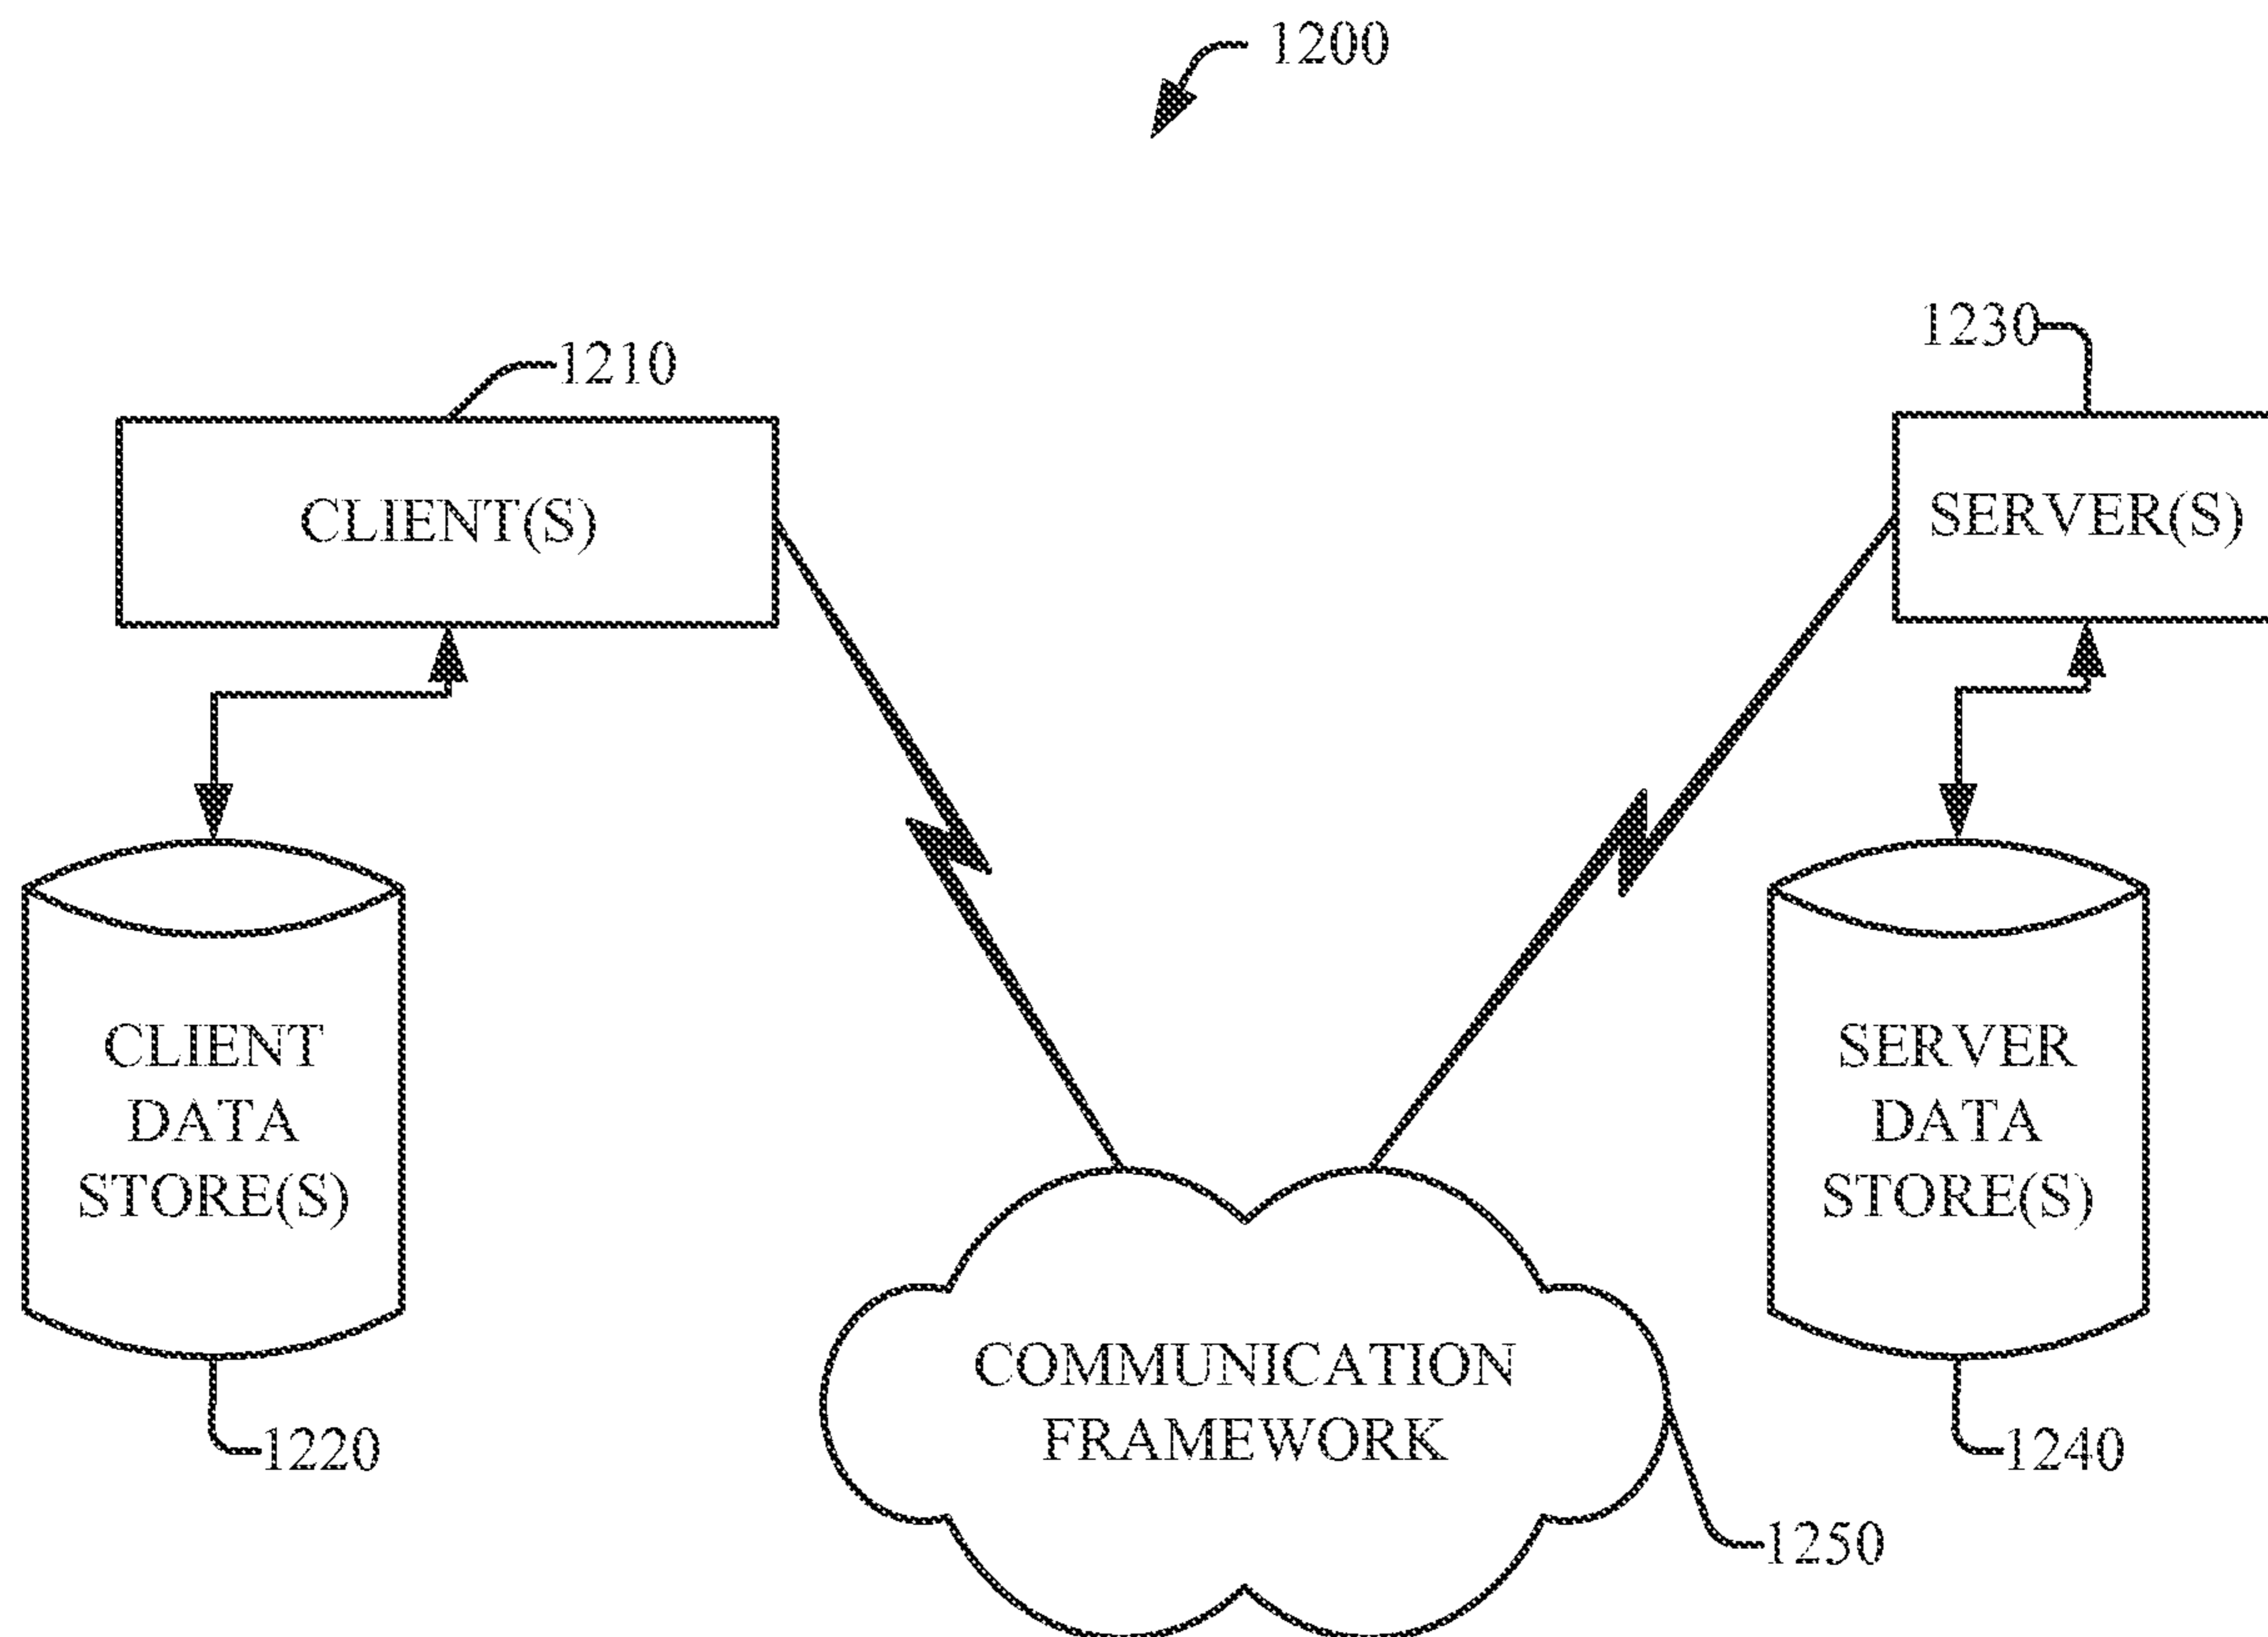 1200
1210
1230
CLIENT(S)
SERVER(S)
CLIENT
DATA
STORE(S)
SERVER
DATA
STORE(S)
COMMUNICATION
FRAMEWORK
1220
1240
1250